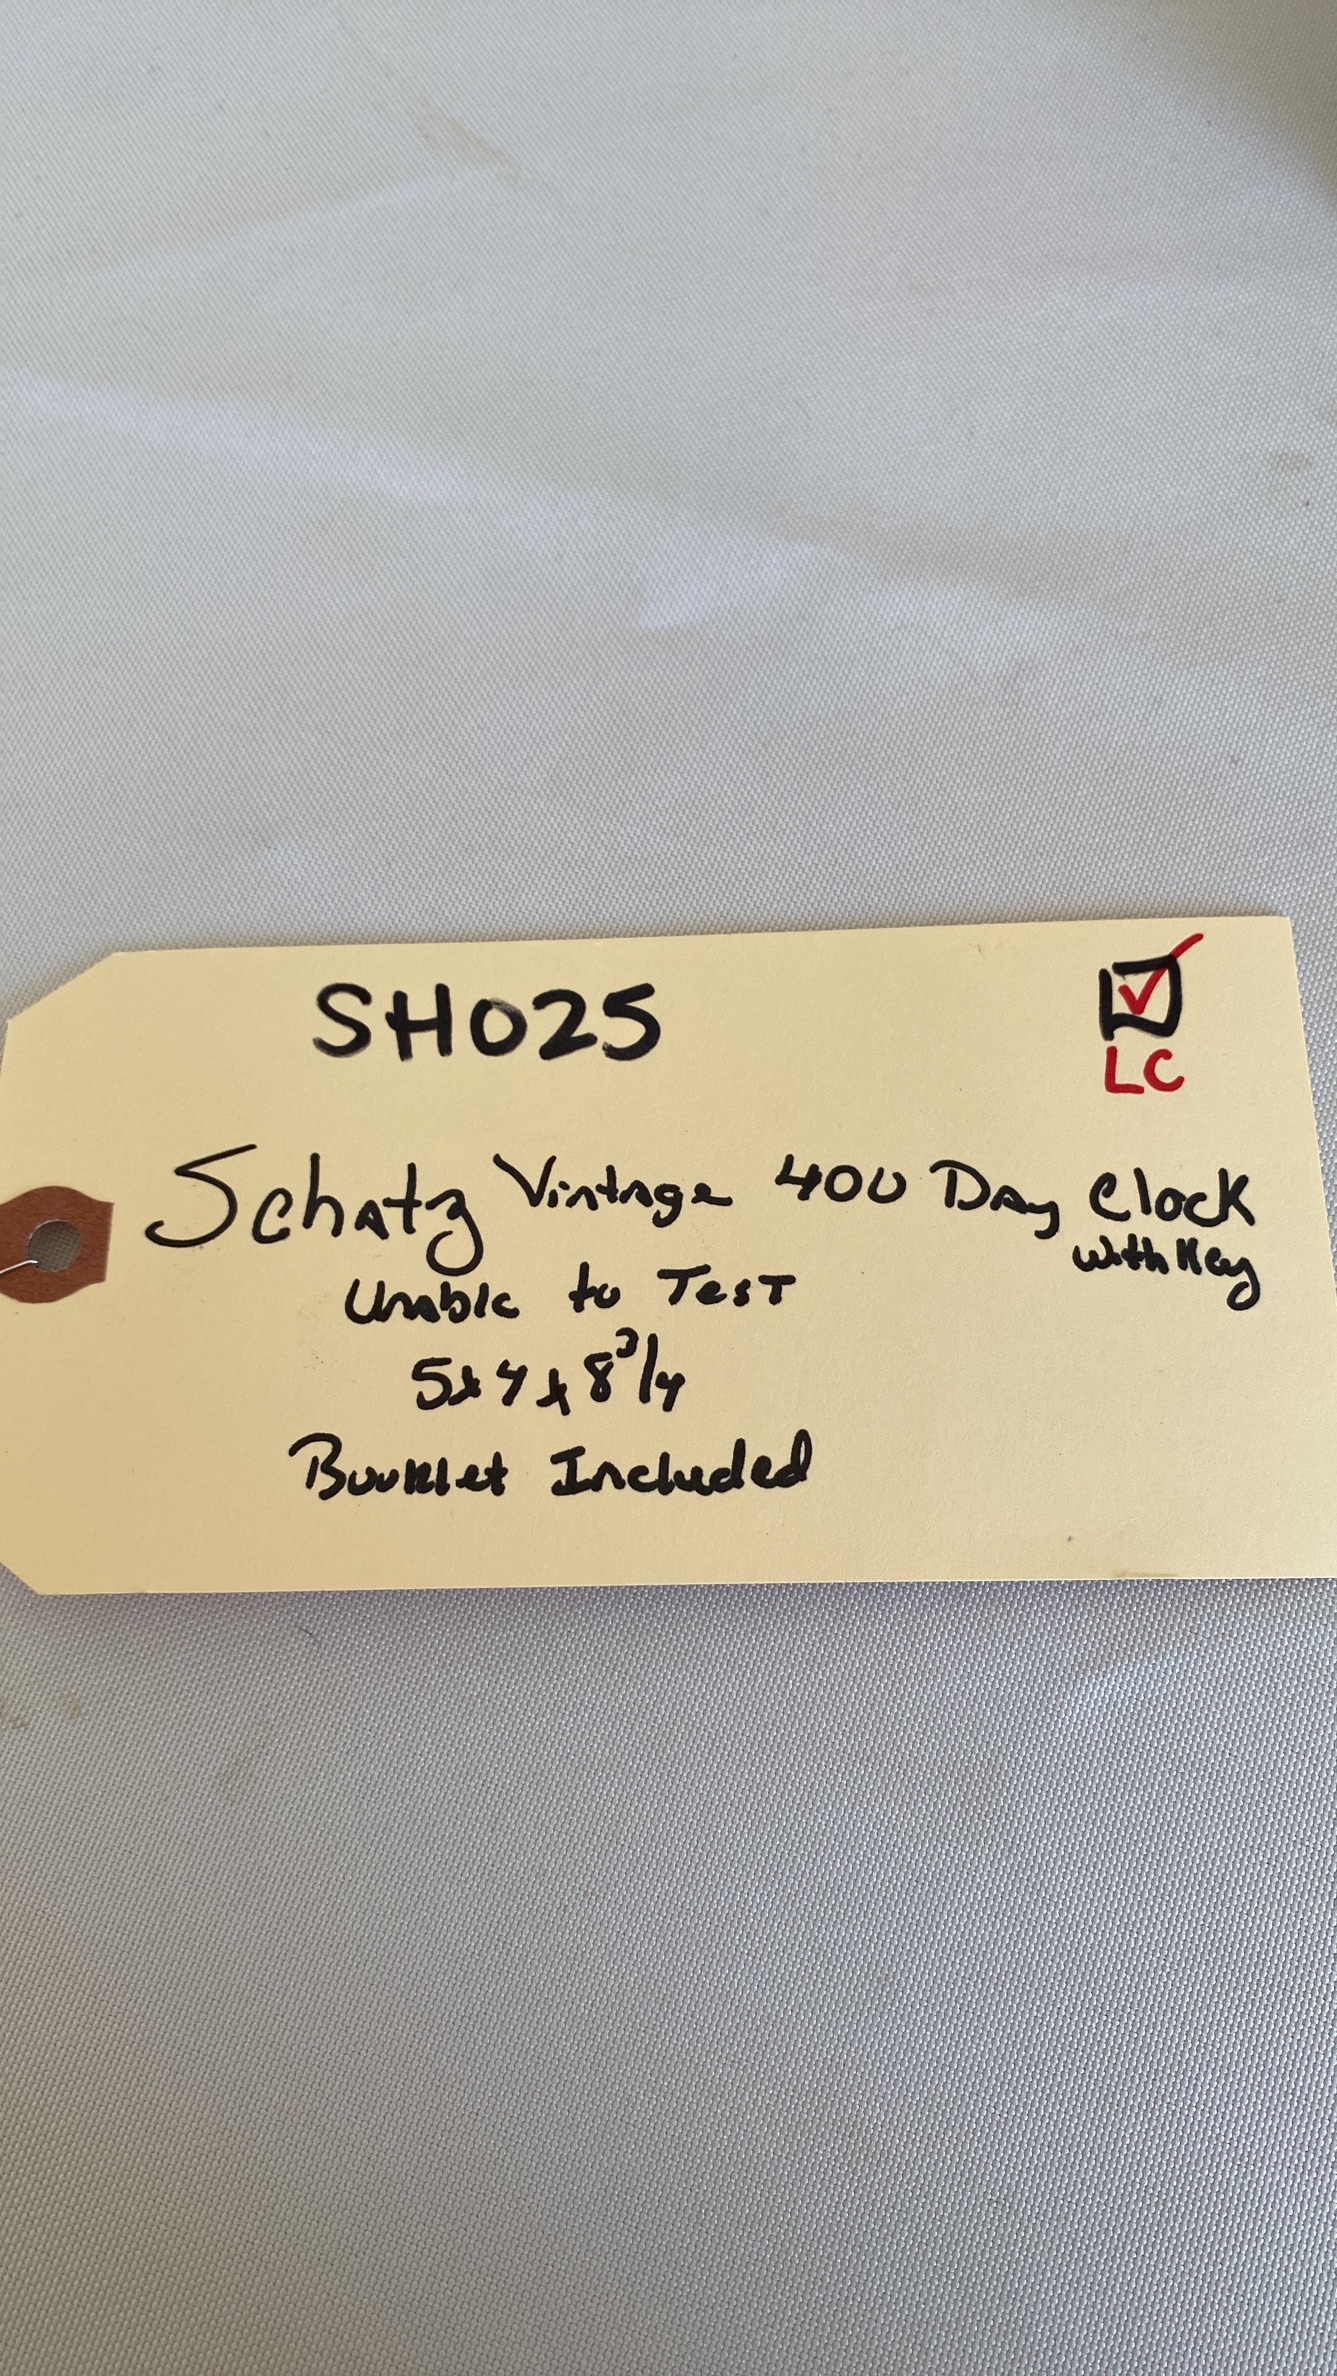 SH025
LC
Schatz Vintage 400 Day Clock
with Key
Unable to Test
5x4x8 3/4
Booklet Included